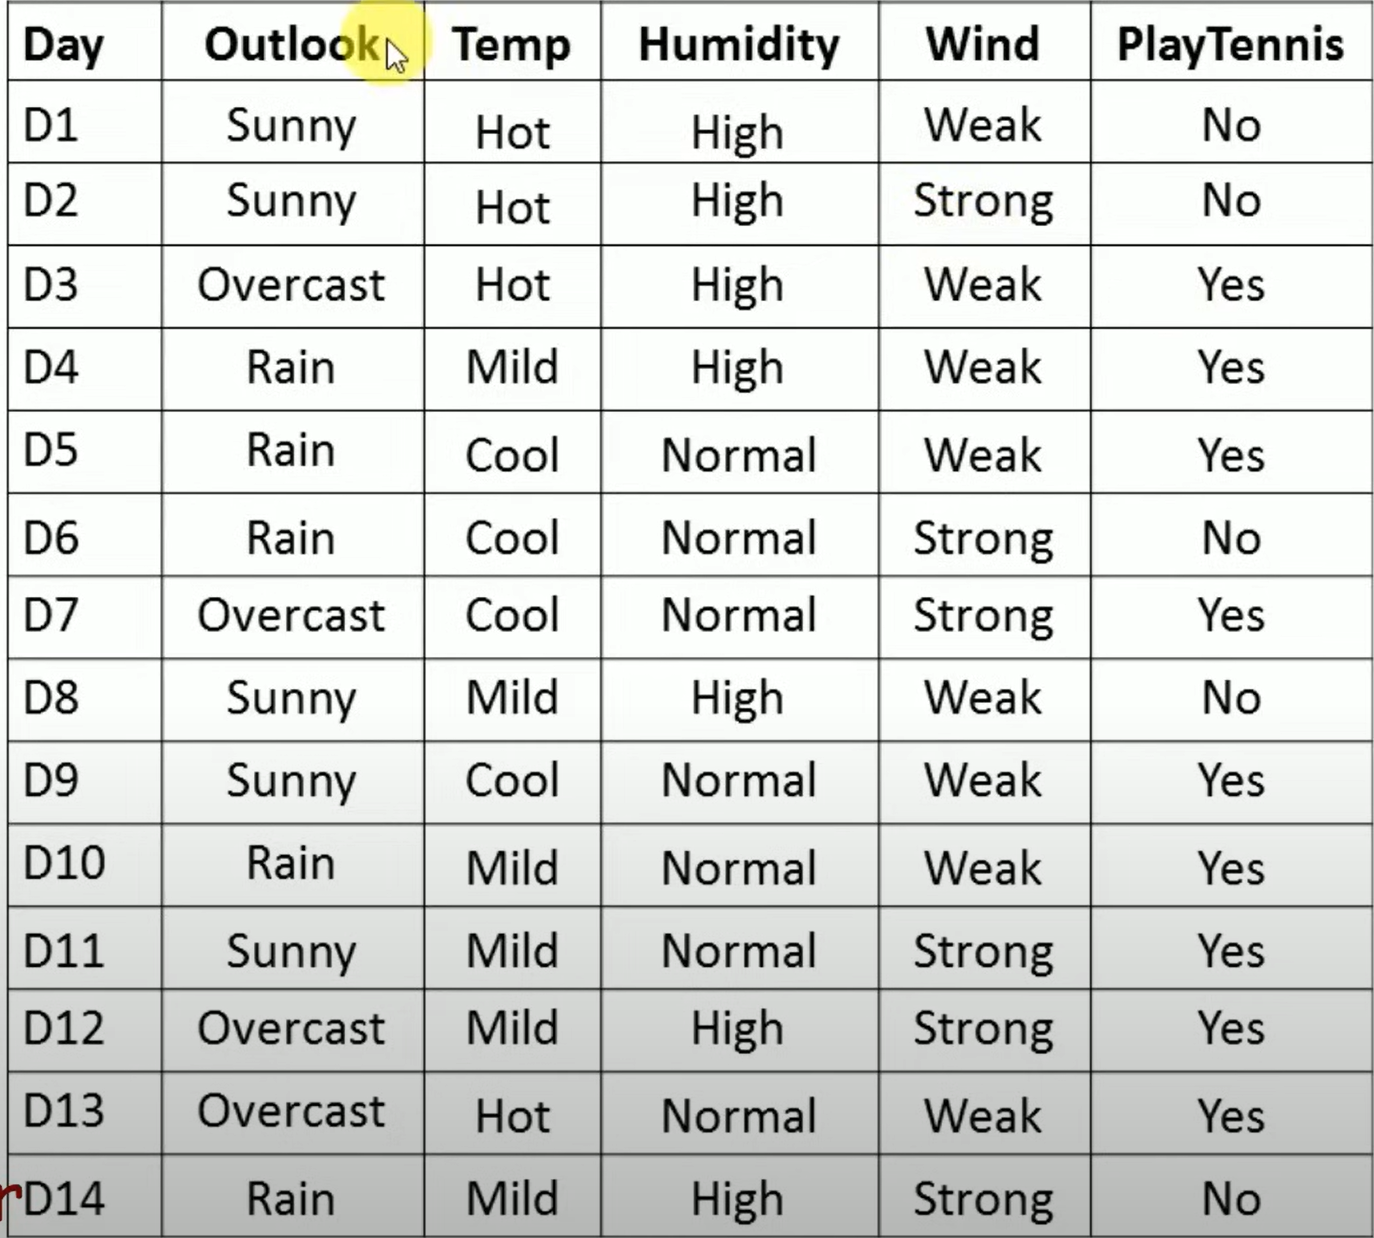 Day Outlook Temp Humidity Wind PlayTennis
D1 Sunny Hot High Weak No
D2 Sunny Hot High Strong No
D3 Overcast Hot High Weak Yes
D4 Rain Mild High Weak Yes
D5 Rain Cool Normal Weak Yes
D6 Rain Cool Normal Strong No
D7 Overcast Cool Normal Strong Yes
D8 Sunny Mild High Weak No
D9 Sunny Cool Normal Weak Yes
D10 Rain Mild Normal Weak Yes
D11 Sunny Mild Normal Strong Yes
D12 Overcast Mild High Strong Yes
D13 Overcast Hot Normal Weak Yes
D14 Rain Mild High Strong No